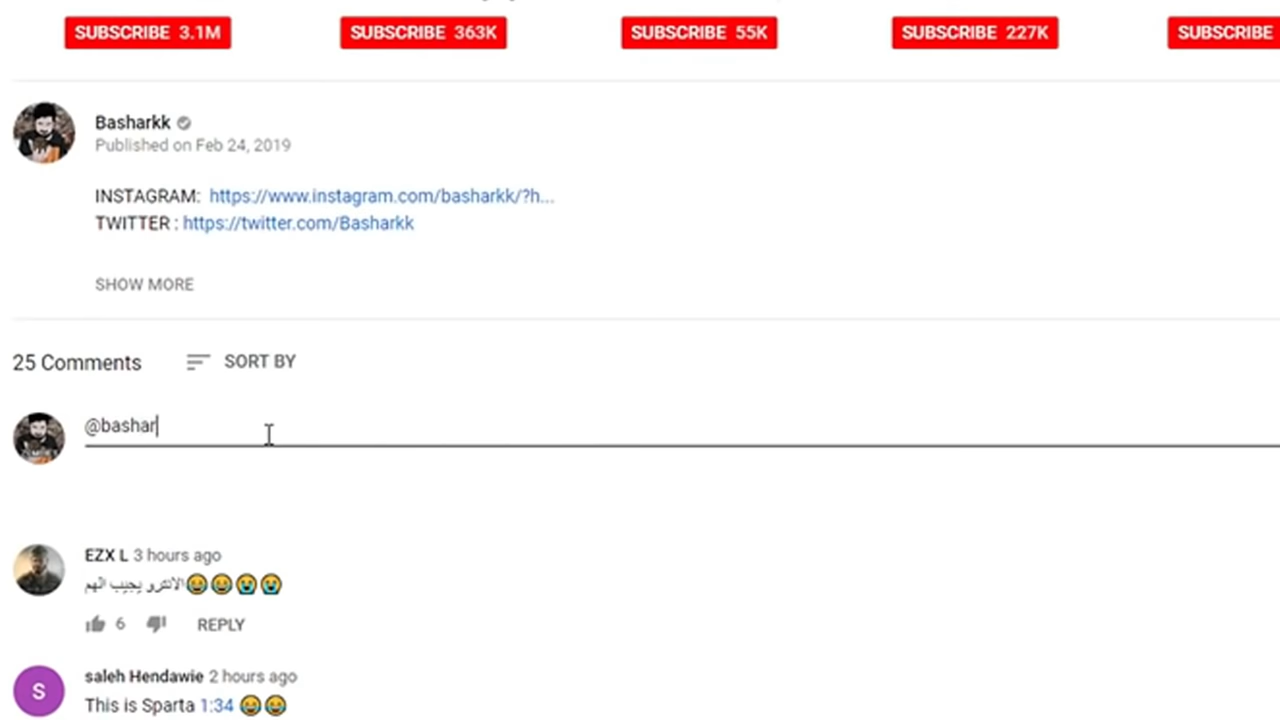 SUBSCRIBE 3.1M SUBSCRIBE 363K SUBSCRIBE 55K SUBSCRIBE 227K SUBSCRIBE
Basharkk
Published on Feb 24, 2019
INSTAGRAM: https://www.instagram.com/basharkk/?h...
TWITTER : https://twitter.com/Basharkk
SHOW MORE
25 Comments SORT BY
@bashar
EZX L 3 hours ago
الانترو يجيب الهم😂😂😭😭
6 REPLY
S
saleh Hendawie 2 hours ago
This is Sparta 1:34 😂😂